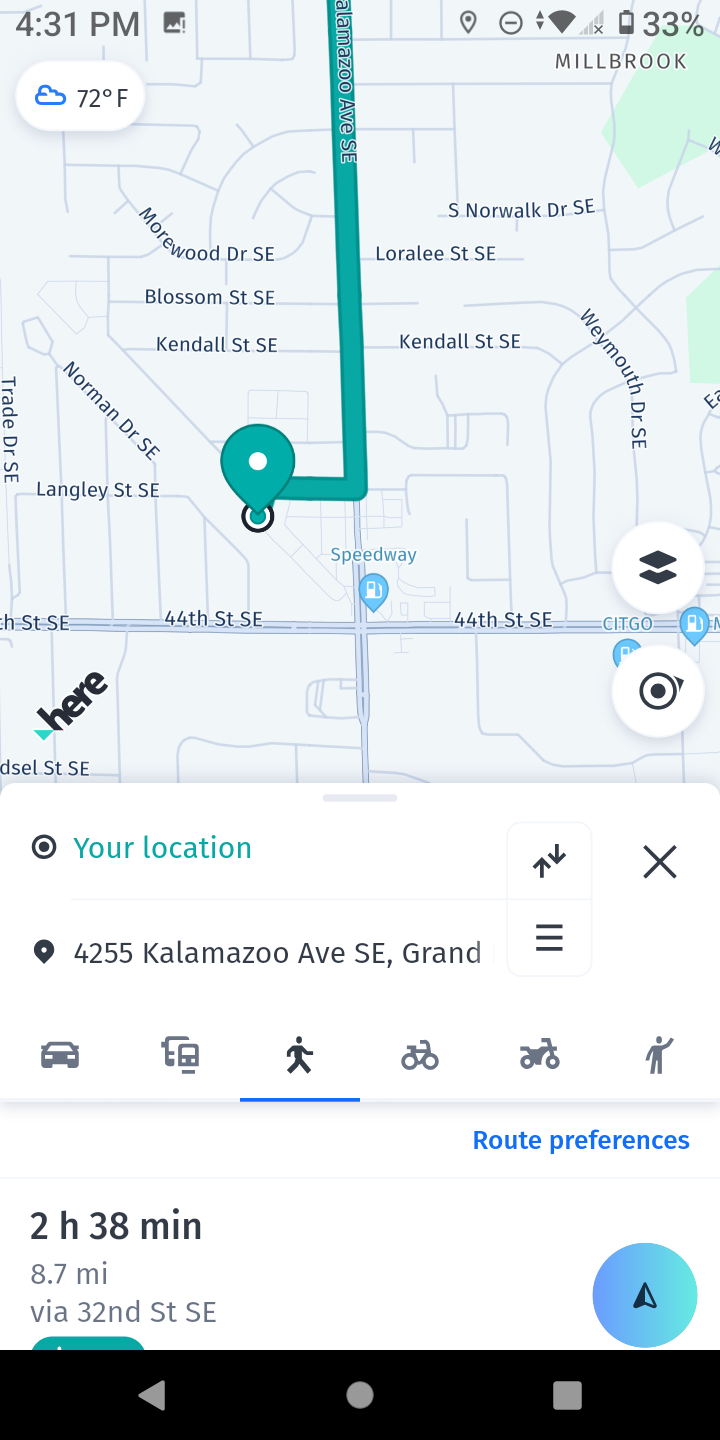 4:31 PM
33%
MILLBROOK
72°F
Kalamazoo Ave SE
S Norwalk Dr SE
Morewood Dr SE
Loralee St SE
Blossom St SE
Kendall St SE
Kendall St SE
Weymouth Dr SE
Norman Dr SE
Trade Dr SE
Langley St SE
Speedway
44th St SE
44th St SE
th St SE
CITGO
here
dsel St SE
Your location
4255 Kalamazoo Ave SE, Grand
Route preferences
2 h 38 min
8.7 mi
via 32nd St SE